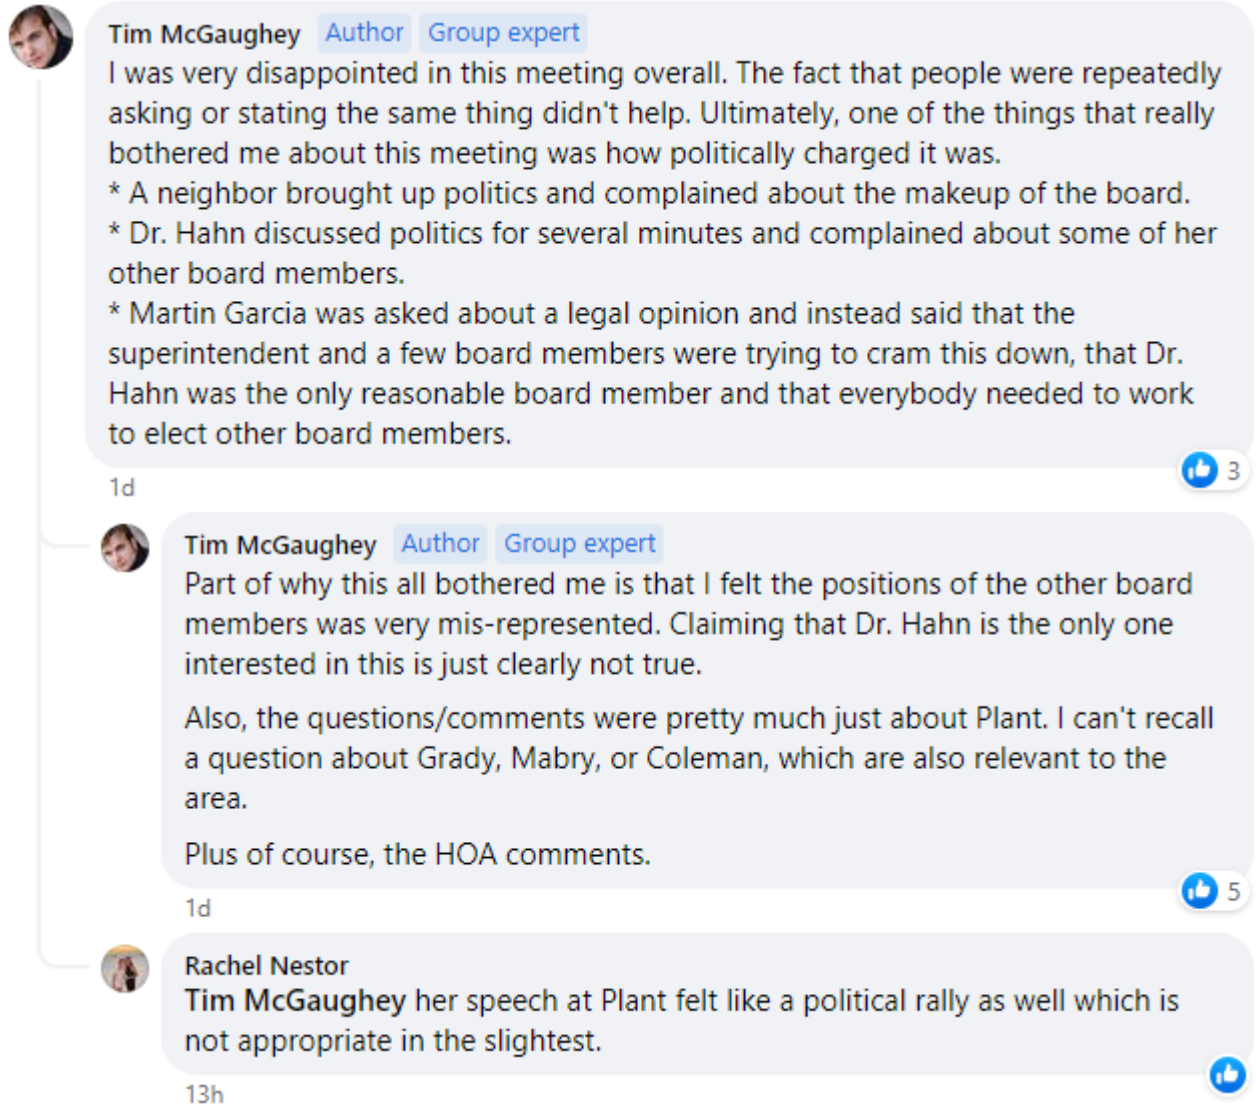 Tim McGaughey Author Group expert
I was very disappointed in this meeting overall. The fact that people were repeatedly
asking or stating the same thing didn't help. Ultimately, one of the things that really
bothered me about this meeting was how politically charged it was.
* A neighbor brought up politics and complained about the makeup of the board.
* Dr. Hahn discussed politics for several minutes and complained about some of her
other board members.
* Martin Garcia was asked about a legal opinion and instead said that the
superintendent and a few board members were trying to cram this down, that Dr.
Hahn was the only reasonable board member and that everybody needed to work
to elect other board members.
3
1d
Tim McGaughey Author Group expert
Part of why this all bothered me is that I felt the positions of the other board
members was very mis-represented. Claiming that Dr. Hahn is the only one
interested in this is just clearly not true.
Also, the questions/comments were pretty much just about Plant. I can't recall
a question about Grady, Mabry, or Coleman, which are also relevant to the
area.
Plus of course, the HOA comments.
5
1d
Rachel Nestor
Tim McGaughey her speech at Plant felt like a political rally as well which is
not appropriate in the slightest.
13h